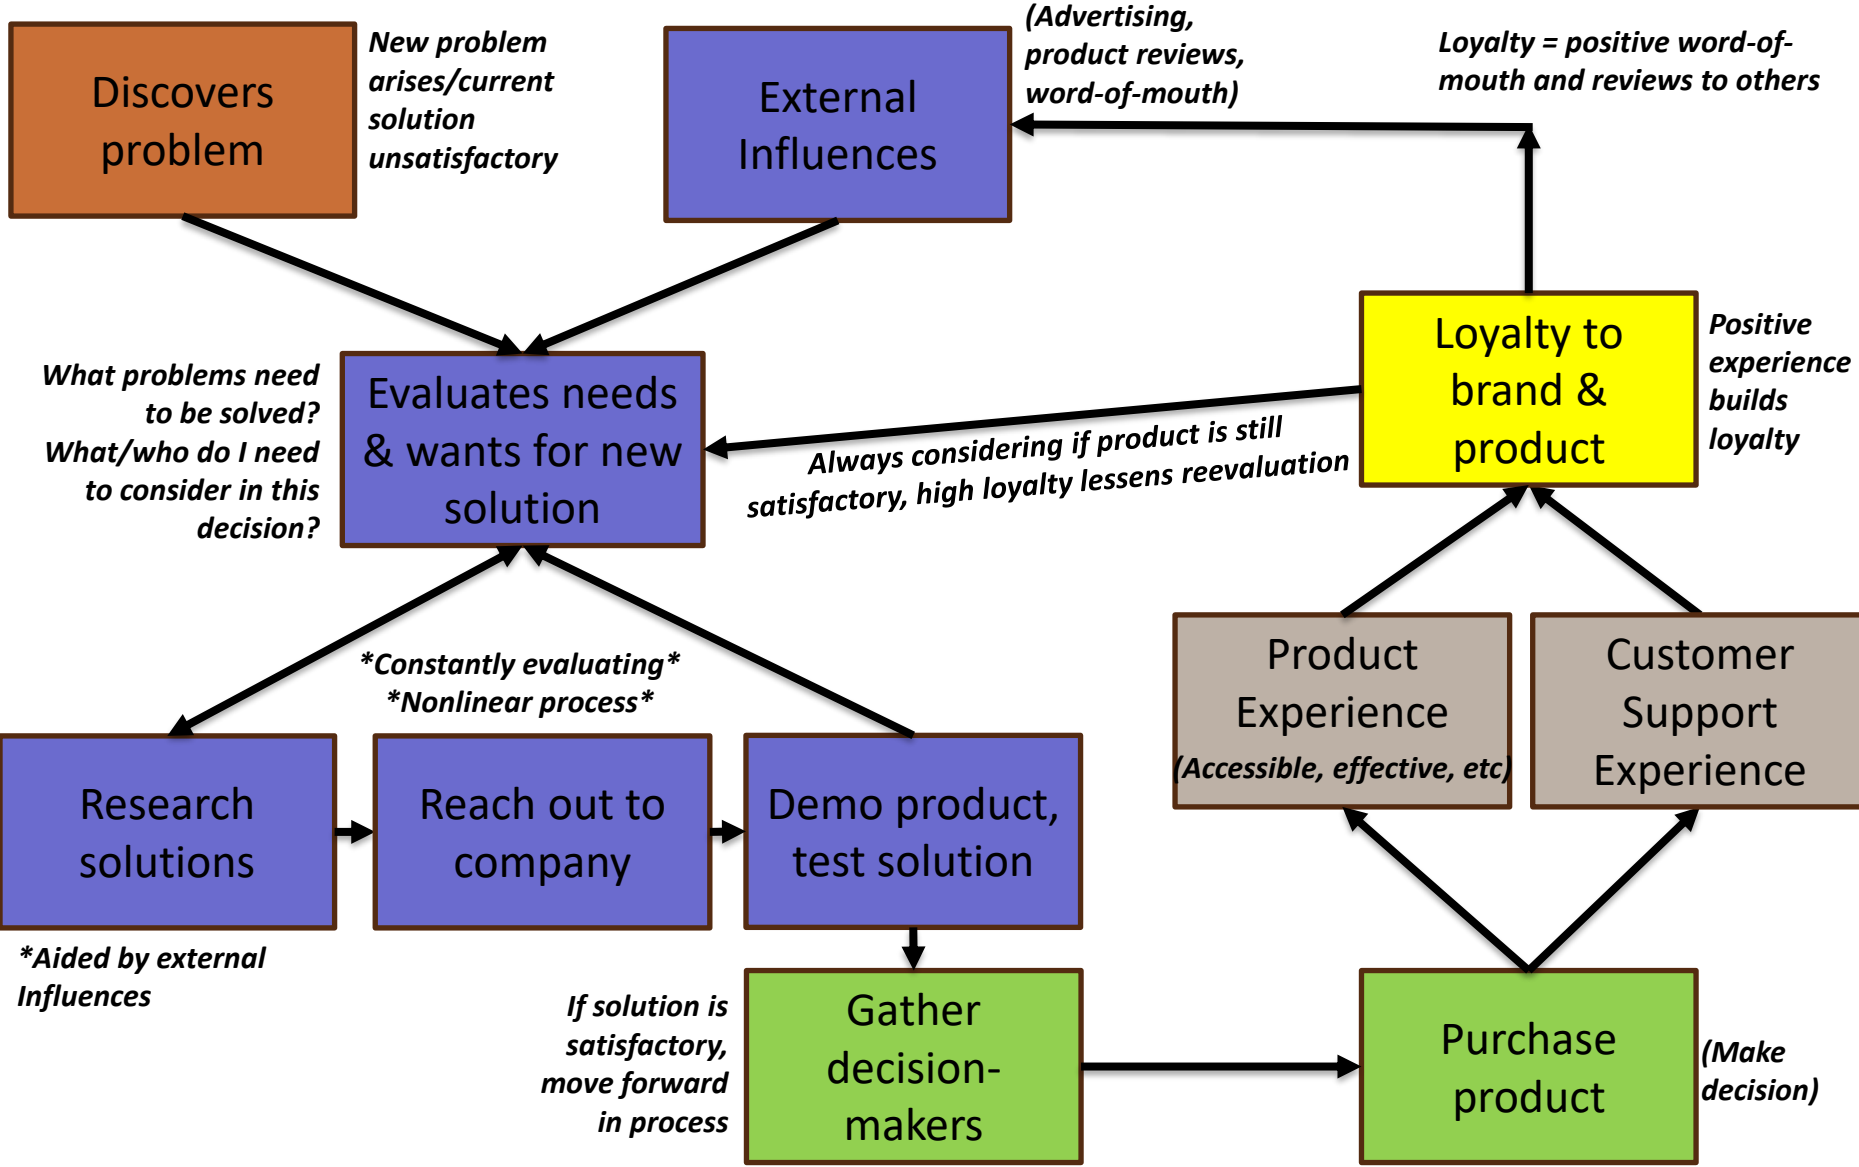 Discovers
problem
New problem
arises/current
solution
unsatisfactory
External
Influences
(Advertising,
product reviews,
word-of-mouth)
Loyalty = positive word-of-
mouth and reviews to others
What problems need
to be solved?
What/who do I need
to consider in this
decision?
Evaluates needs
& wants for new
solution
Always considering if product is still
satisfactory, high loyalty lessens reevaluation
Loyalty to
brand &
product
Positive
experience
builds
loyalty
*Constantly evaluating*
*Nonlinear process*
Product
Experience
(Accessible, effective, etc)
Customer
Support
Experience
Research
solutions
Reach out to
company
Demo product,
test solution
*Aided by external
Influences
If solution is
satisfactory,
move forward
in process
Gather
decision-
makers
Purchase
product
(Make
decision)